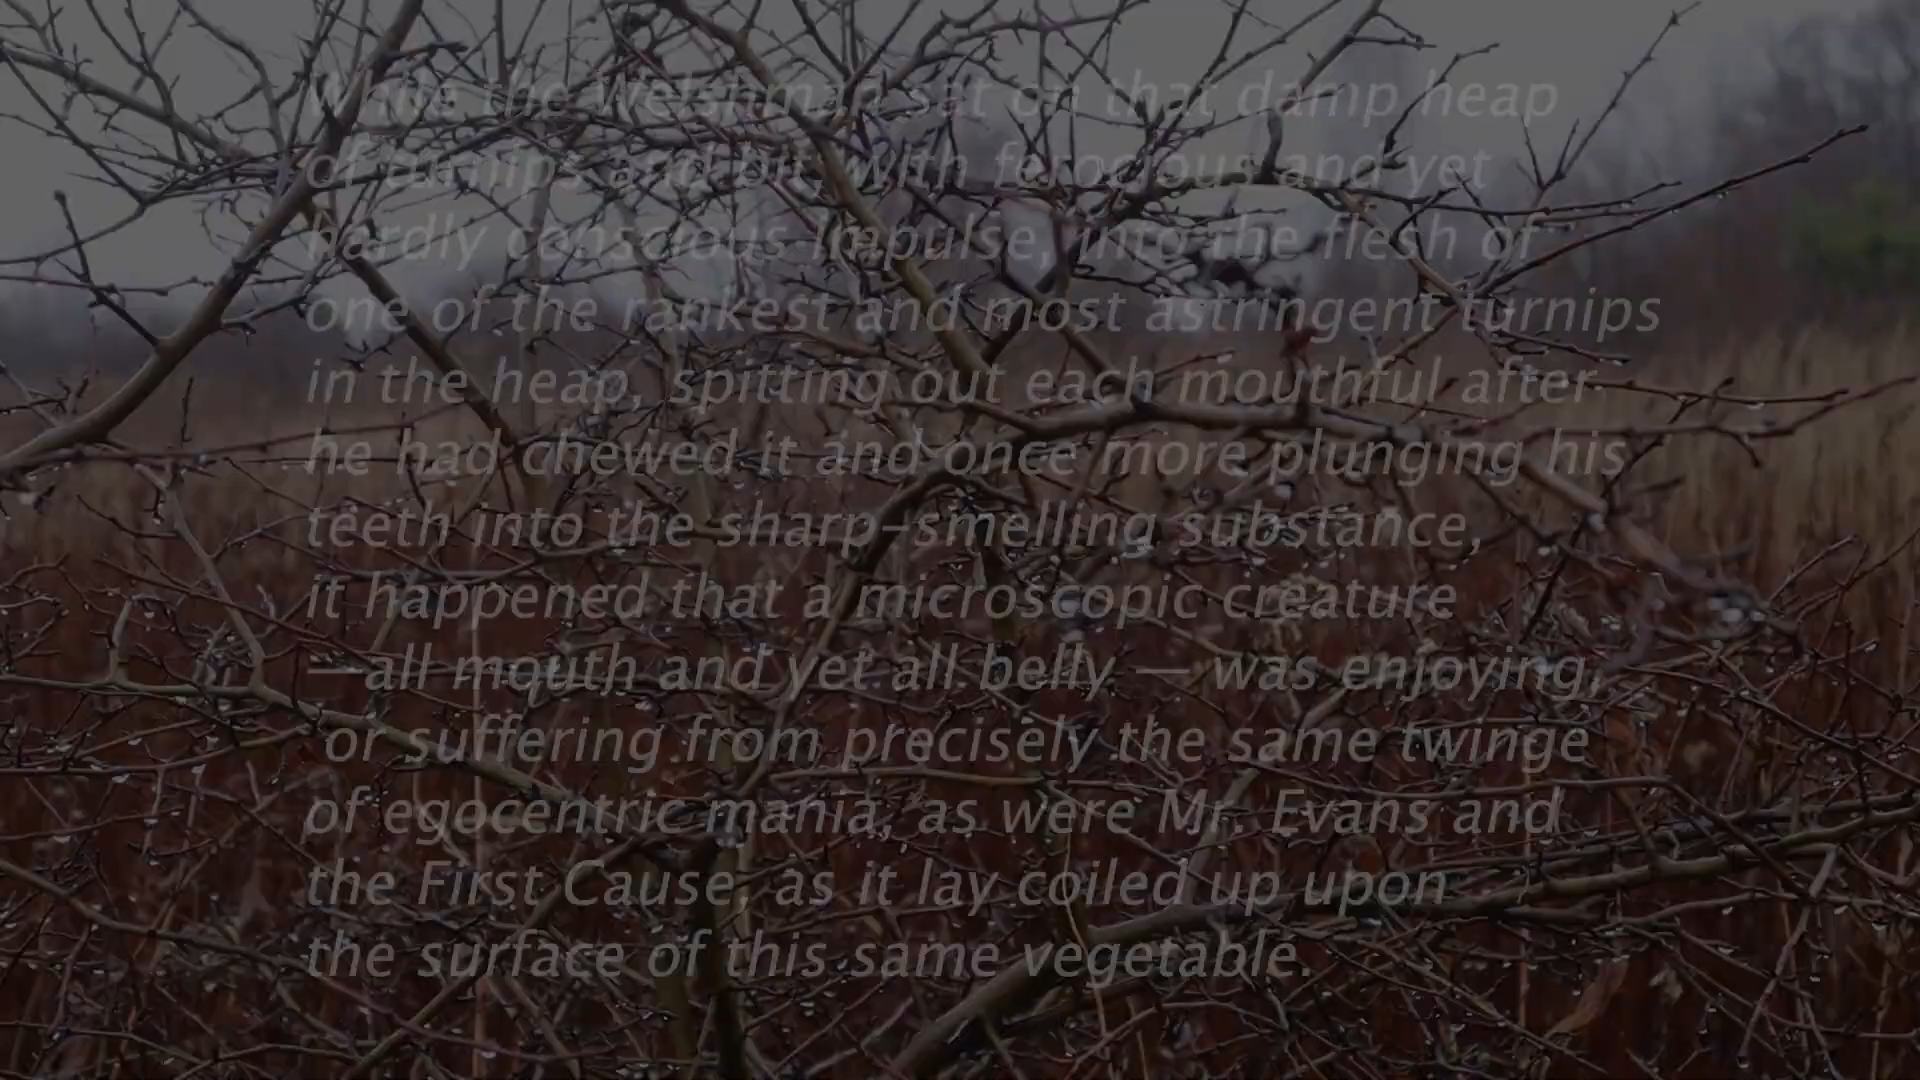 While the Welshman sat on that damp heap
of turnips and bit, with ferocious and yet
hardly conscious impulse, into the flesh of
one of the rankest and most astringent turnips
in the heap, spitting out each mouthful after
he had chewed it and once more plunging his
teeth into the sharp-smelling substance,
it happened that a microscopic creature
—all mouth and yet all belly — was enjoying,
or suffering from precisely the same twinge
of egocentric mania, as were Mr. Evans and
the First Cause, as it lay coiled up upon
the surface of this same vegetable.